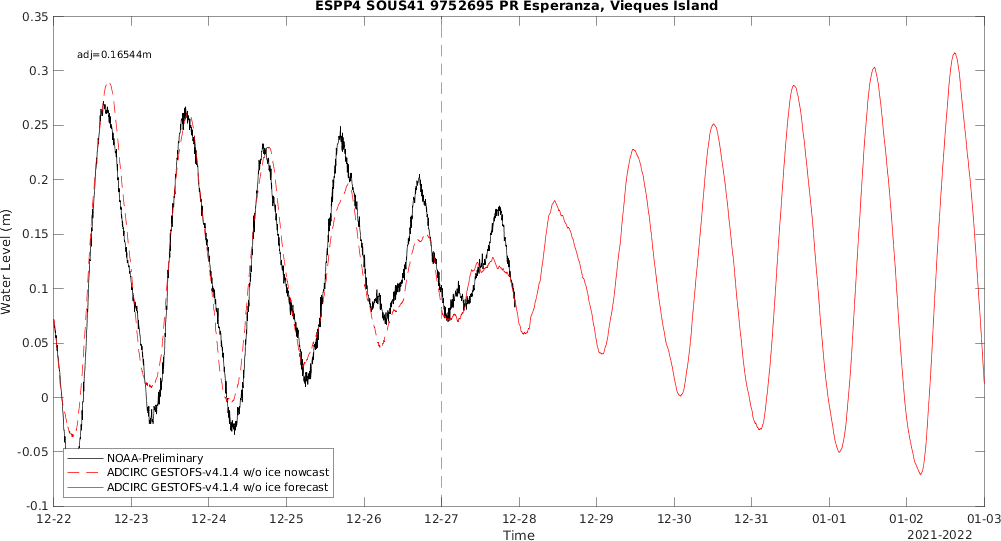 ESPP4 SOUS41 9752695 PR Esperanza, Vieques Island
0.35
adj=0.16544m
0.3
0.25
0.2
0.15
0.1
0.05
0
-0.05
-0.1
Water Level (m)
NOAA-Preliminary
ADCIRC GESTOFS-v4.1.4 w/o ice nowcast
ADCIRC GESTOFS-v4.1.4 w/o ice forecast
12-22 12-23 12-24 12-25 12-26 12-27 12-28 12-29 12-30 12-31 01-01 01-02 01-03
Time
2021-2022